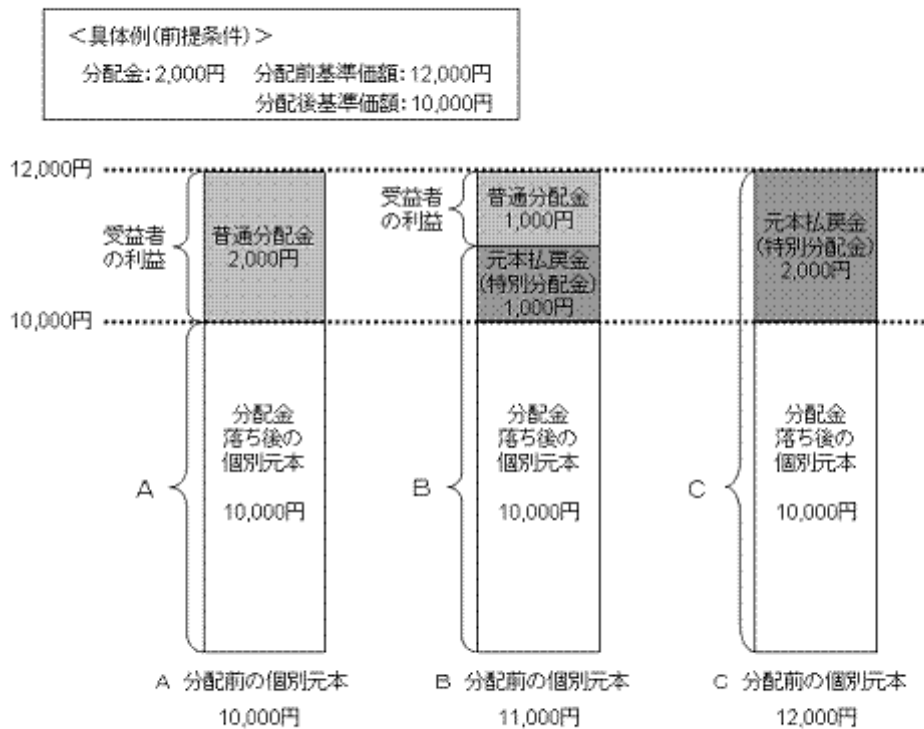 ＜具体例(前提条件)＞
分配金：2,000円　分配前基準価額：12,000円
分配後基準価額：10,000円
12,000円
受益者
の利益
普通分配金
2,000円
受益者
の利益
普通分配金
1,000円
元本払戻金
(特別分配金)
1,000円
元本払戻金
(特別分配金)
2,000円
10,000円
A
分配金
落ち後の
個別元本
10,000円
B
分配金
落ち後の
個別元本
10,000円
C
分配金
落ち後の
個別元本
10,000円
A 分配前の個別元本
10,000円
B 分配前の個別元本
11,000円
C 分配前の個別元本
12,000円